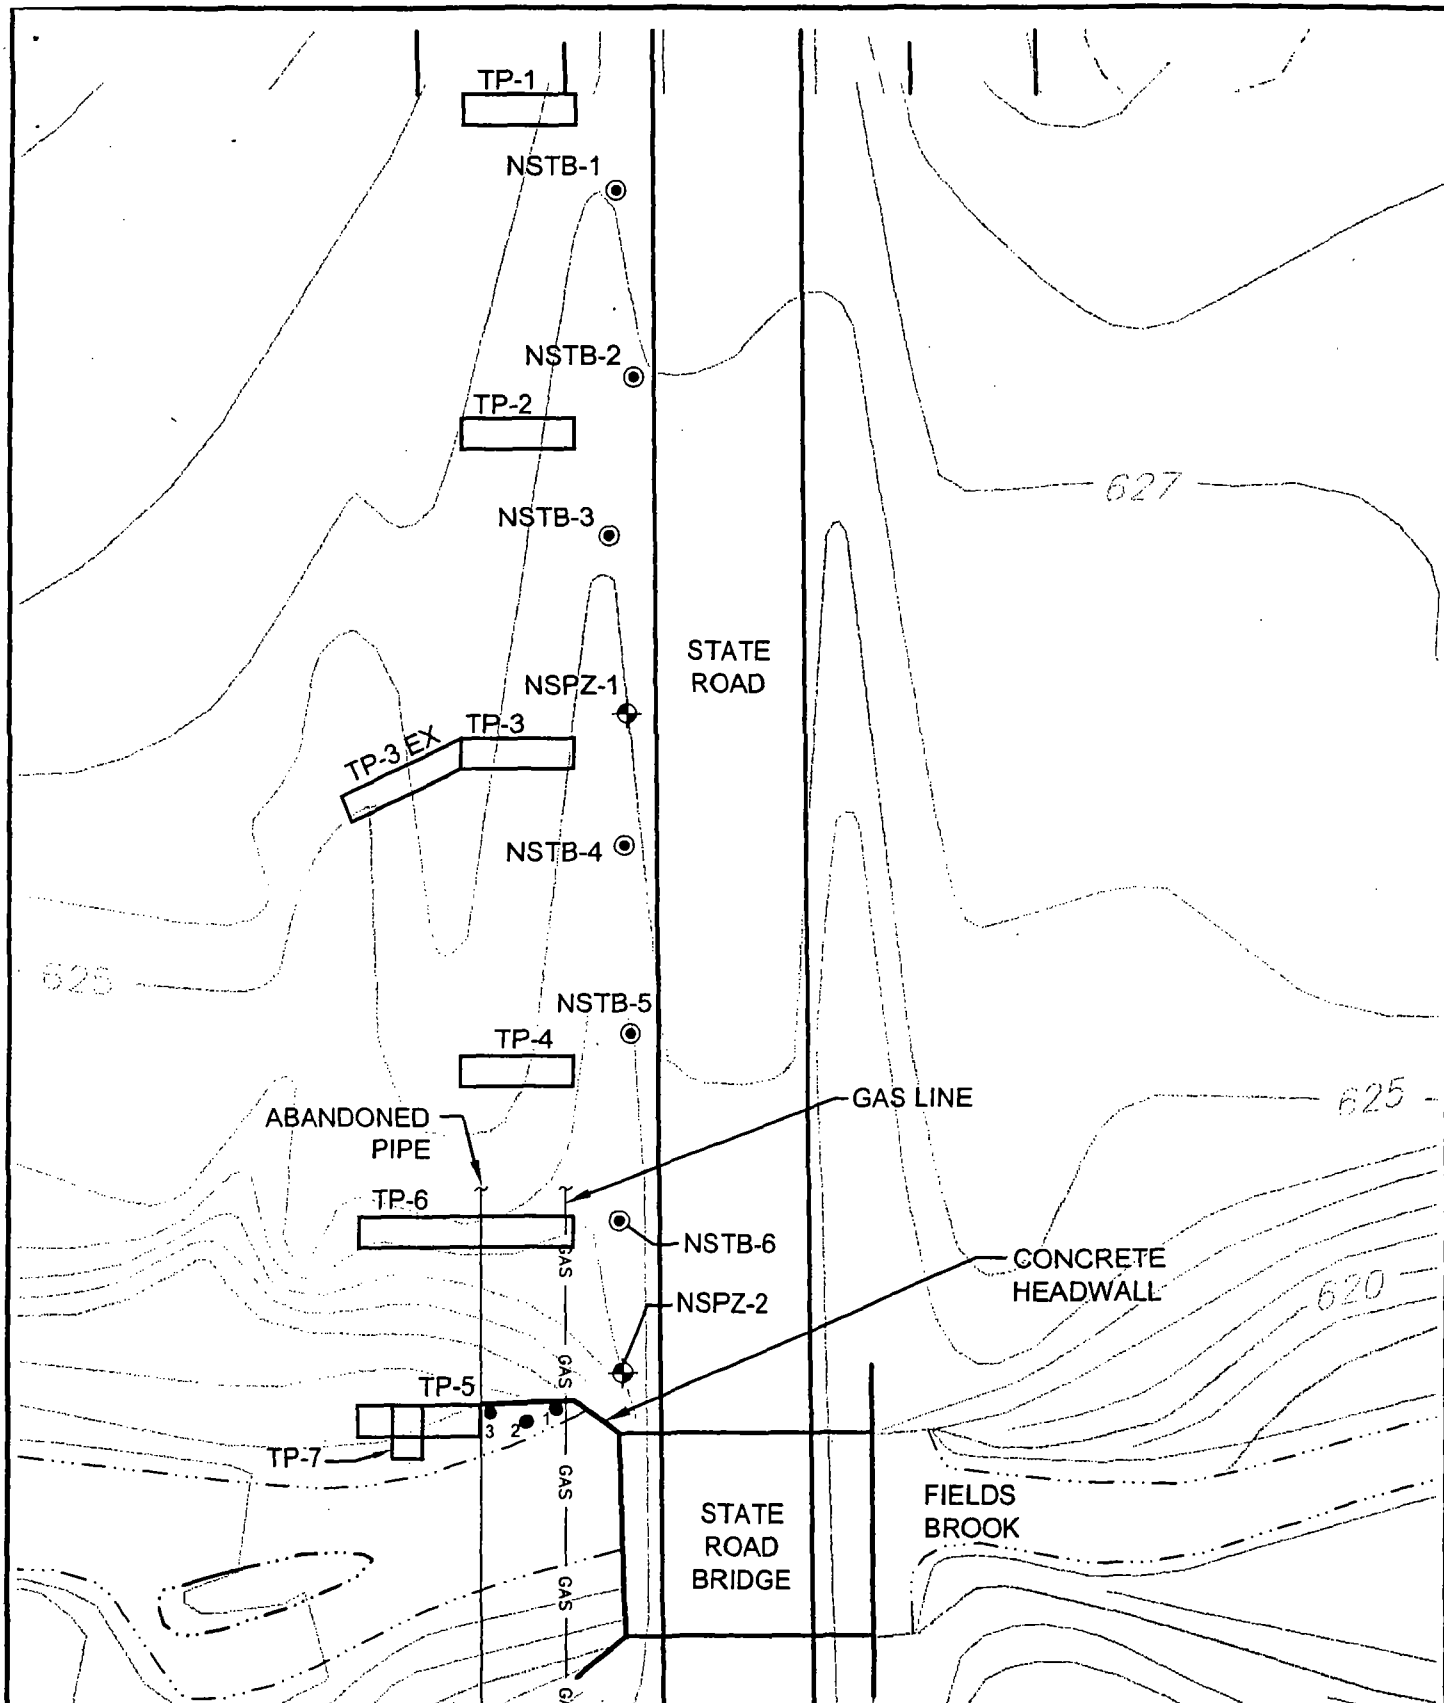 TP-1
NSTB-1
NSTB-2
TP-2
627
NSTB-3
STATE
ROAD
NSPZ-1
TP-3
TP-3 EX
NSTB-4
625
NSTB-5
TP-4
GAS LINE
625
ABANDONED
PIPE
TP-6
NSTB-6
GAS
CONCRETE
HEADWALL
620
NSPZ-2
GAS
TP-5
3 2 1
TP-7
GAS
FIELDS
BROOK
STATE
ROAD
BRIDGE
GAS